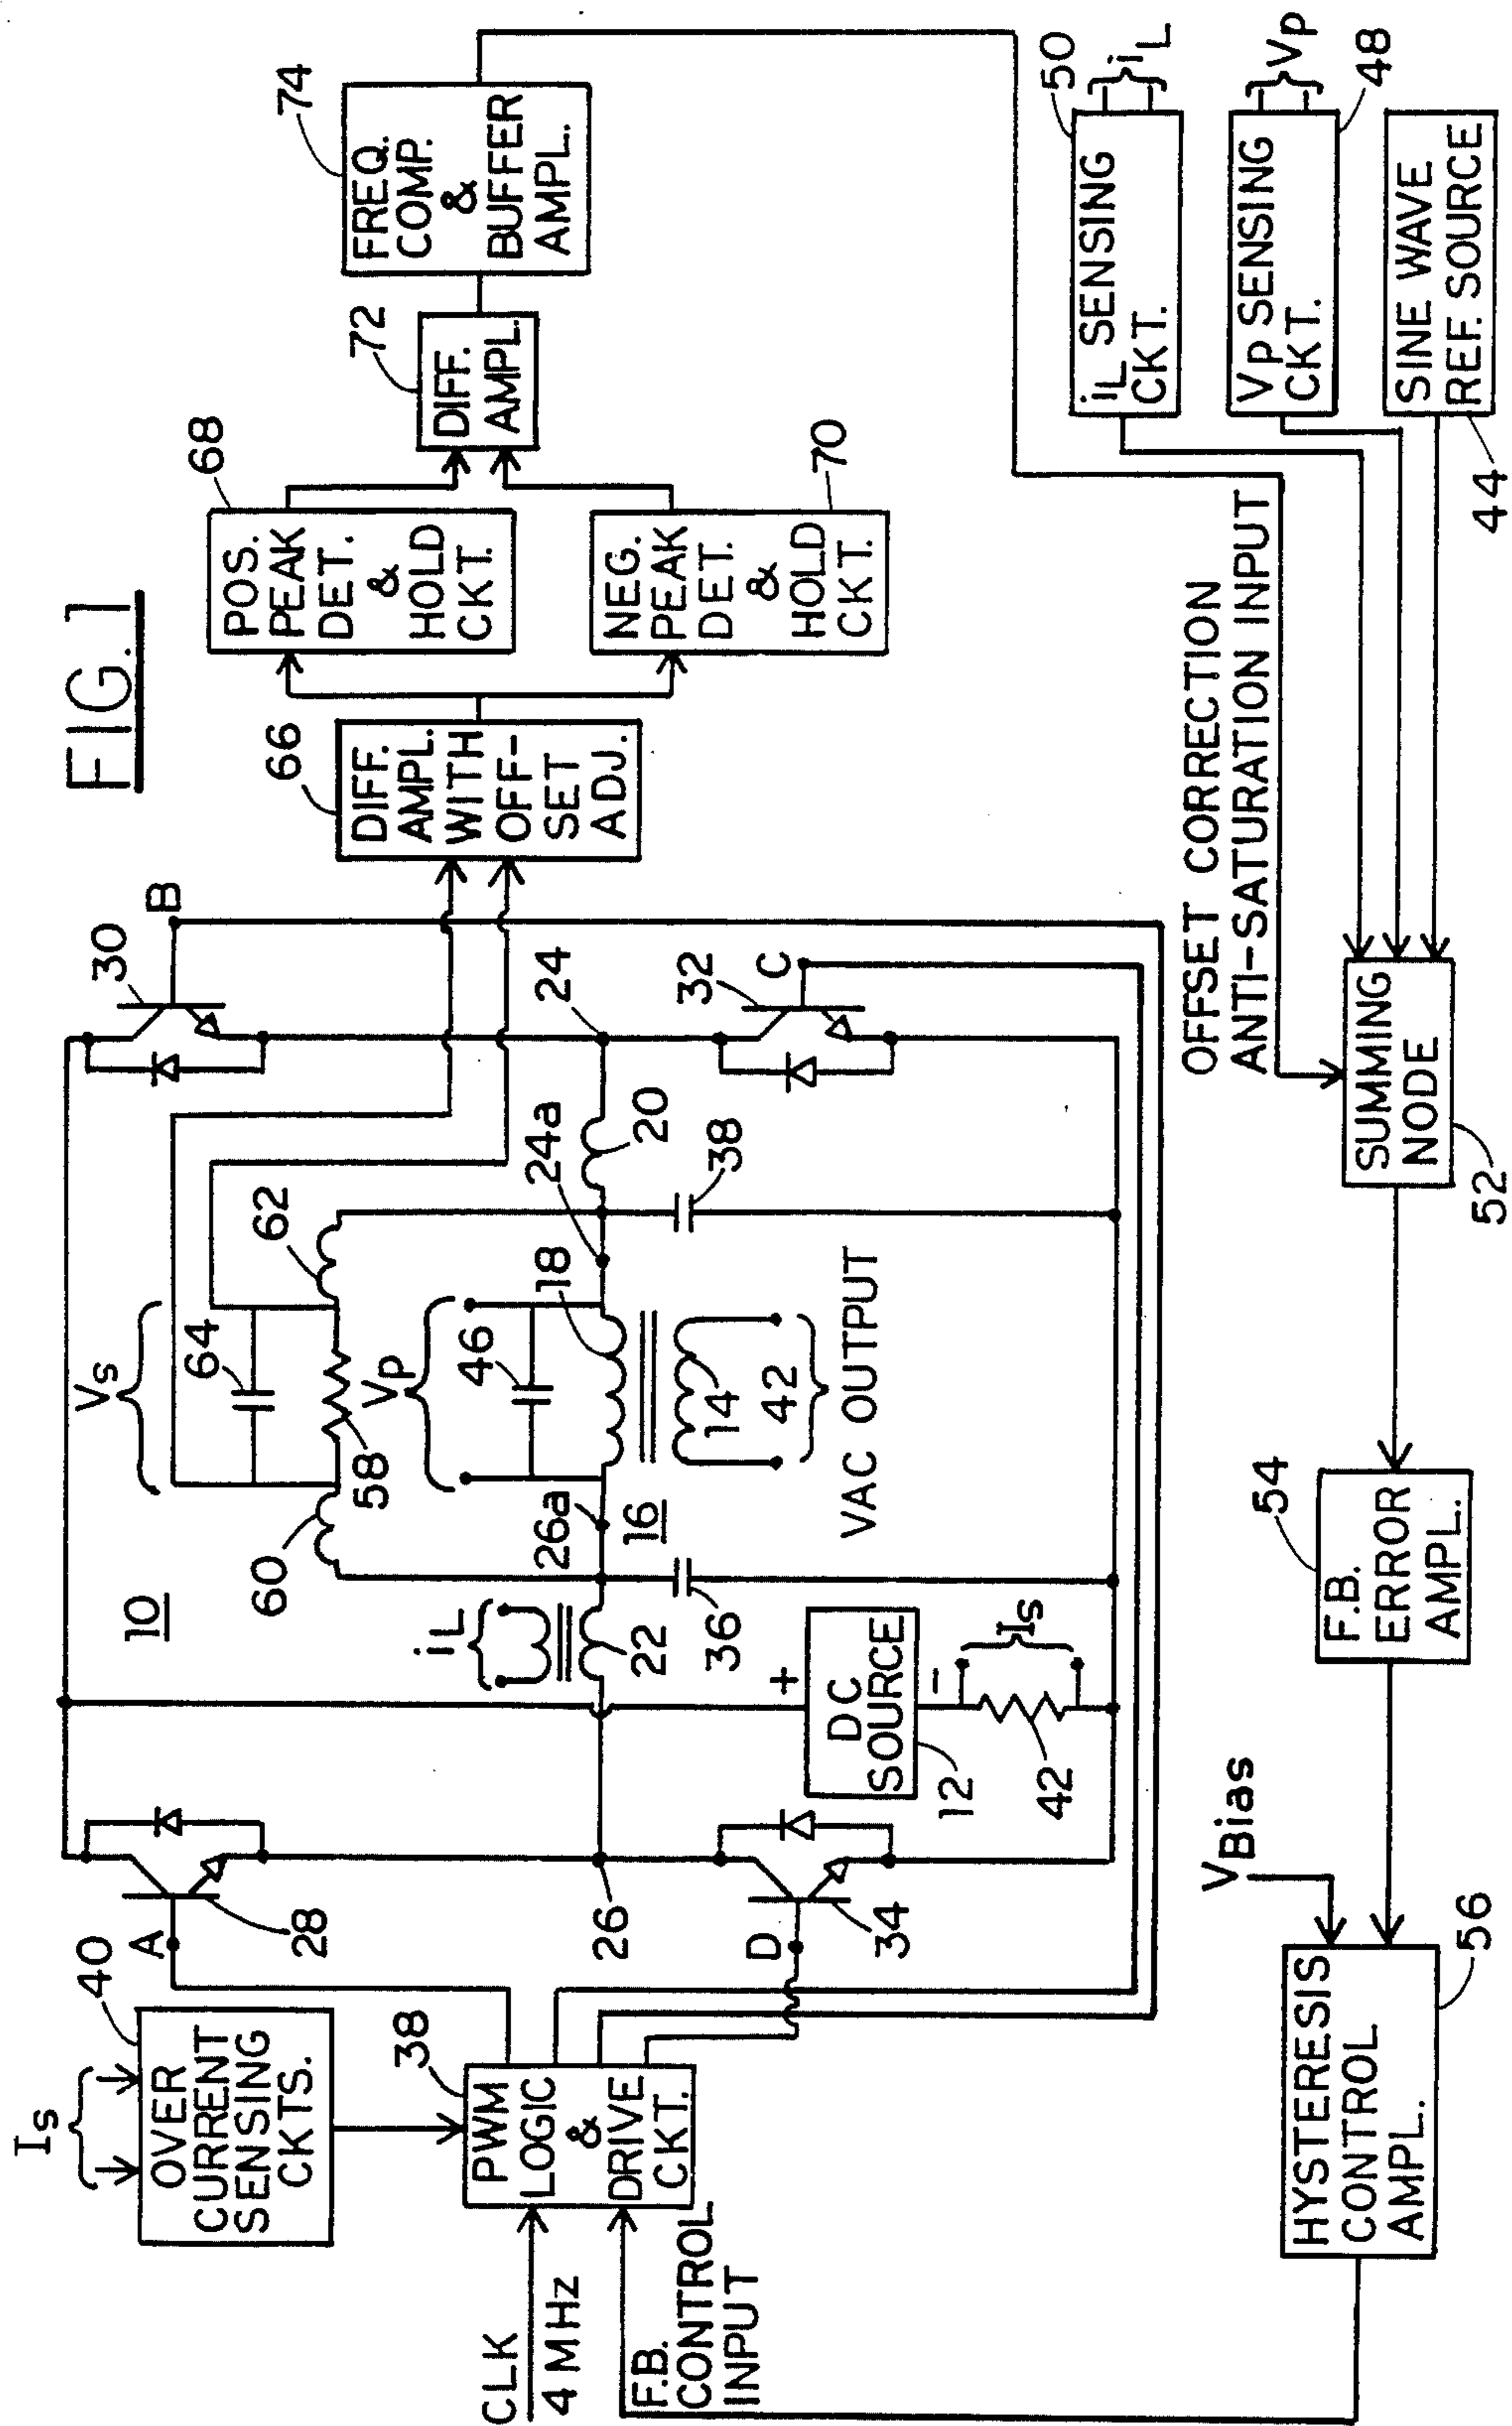 FIG. 1
Is
40
OVER
CURRENT
SENSING
CKTS.
A
28
10
Vs
64
58
60
62
30
B
66
DIFF.
AMPL.
WITH
OFF-
SET
ADJ.
68
POS.
PEAK
DET.
&
HOLD
CKT.
NEG.
PEAK
DET.
&
HOLD
CKT.
70
72
DIFF.
AMPL.
74
FREQ.
COMP.
&
BUFFER
AMPL.
38
PWM
LOGIC
&
DRIVE
CKT.
CLK
4 MHz
F.B.
CONTROL
INPUT
26
D
34
iL
22
26a
16
Vp
46
18
24a
20
24
32
C
36
38
14
42
VAC OUTPUT
+
DC
SOURCE
-
12
42
Is
OFFSET CORRECTION
ANTI-SATURATION INPUT
50
iL SENSING
CKT.
iL
Vp SENSING
CKT.
Vp
48
SINE WAVE
REF. SOURCE
44
SUMMING
NODE
52
54
F.B.
ERROR
AMPL.
VBias
HYSTERESIS
CONTROL
AMPL.
56